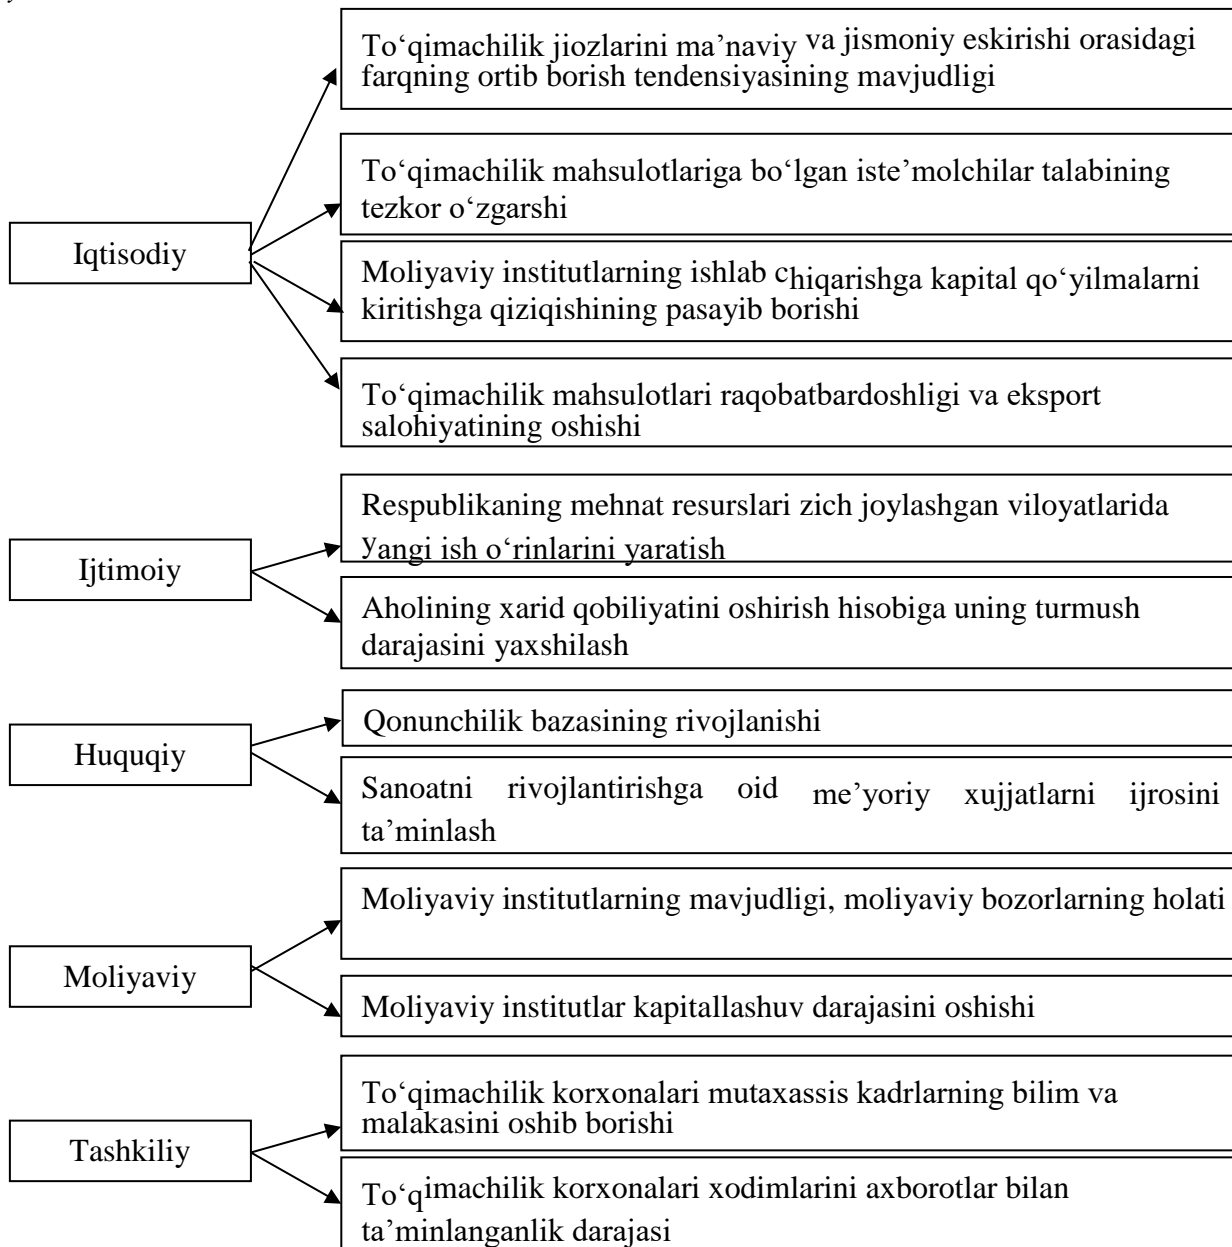 To‘qimachilik jiozlarini ma’naviy va jismoniy eskirishi orasidagi
farqning ortib borish tendensiyasining mavjudligi
To‘qimachilik mahsulotlariga bo‘lgan iste’molchilar talabining
tezkor o‘zgarshi
Iqtisodiy
Moliyaviy institutlarning ishlab chiqarishga kapital qo‘yilmalarni
kiritishga qiziqishining pasayib borishi
To‘qimachilik mahsulotlari raqobatbardoshligi va eksport
salohiyatining oshishi
Respublikaning mehnat resurslari zich joylashgan viloyatlarida
yangi ish o‘rinlarini yaratish
Ijtimoiy
Aholining xarid qobiliyatini oshirish hisobiga uning turmush
darajasini yaxshilash
Qonunchilik bazasining rivojlanishi
Huquqiy
Sanoatni rivojlantirishga oid me’yoriy xujjatlarni ijrosini
ta’minlash
Moliyaviy institutlarning mavjudligi, moliyaviy bozorlarning holati
Moliyaviy
Moliyaviy institutlar kapitallashuv darajasini oshishi
To‘qimachilik korxonalari mutaxassis kadrlarning bilim va
malakasini oshib borishi
Tashkiliy
To‘qimachilik korxonalari xodimlarini axborotlar bilan
ta’minlanganlik darajasi